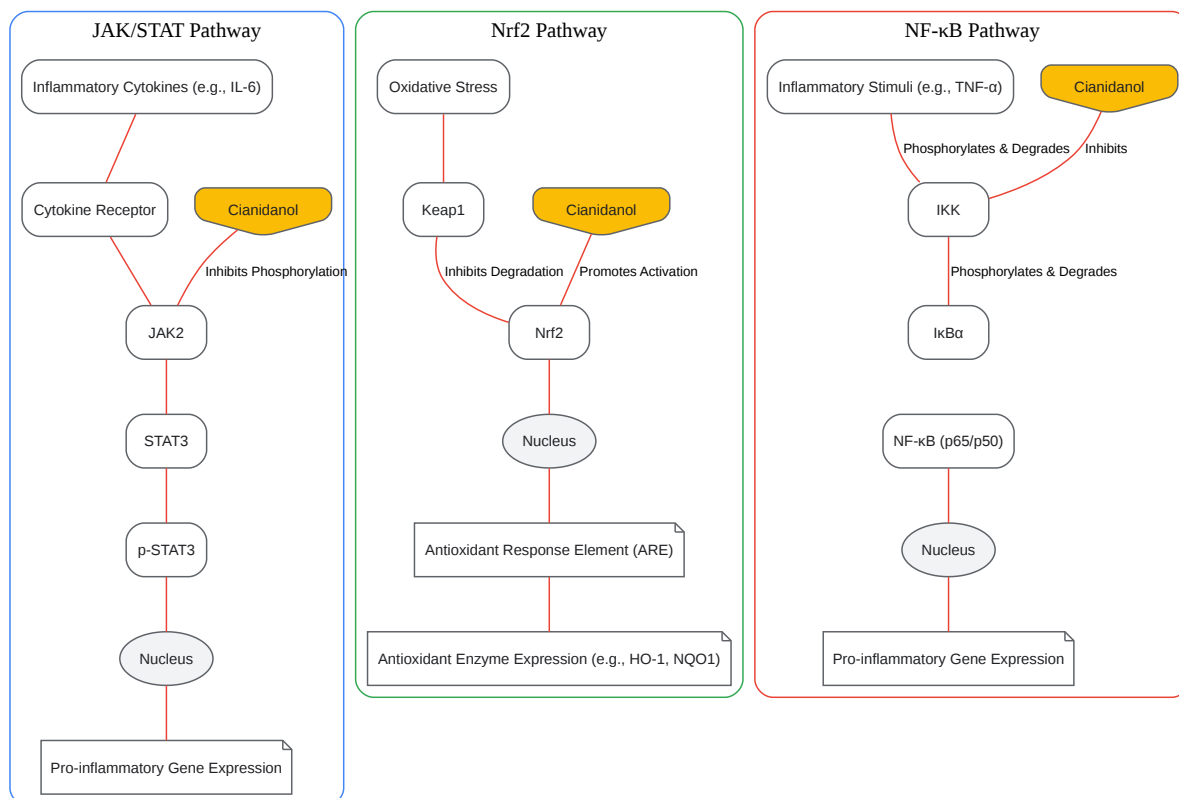 JAK/STAT Pathway
Inflammatory Cytokines (e.g., IL-6)
Cytokine Receptor
Cianidanol
Inhibits Phosphorylation
JAK2
STAT3
p-STAT3
Nucleus
Pro-inflammatory Gene Expression
Nrf2 Pathway
Oxidative Stress
Keap1
Cianidanol
Inhibits Degradation
Promotes Activation
Nrf2
Nucleus
Antioxidant Response Element (ARE)
Antioxidant Enzyme Expression (e.g., HO-1, NQO1)
NF-κB Pathway
Inflammatory Stimuli (e.g., TNF-α)
Cianidanol
Phosphorylates & Degrades
Inhibits
IKK
Phosphorylates & Degrades
IκBα
NF-κB (p65/p50)
Nucleus
Pro-inflammatory Gene Expression